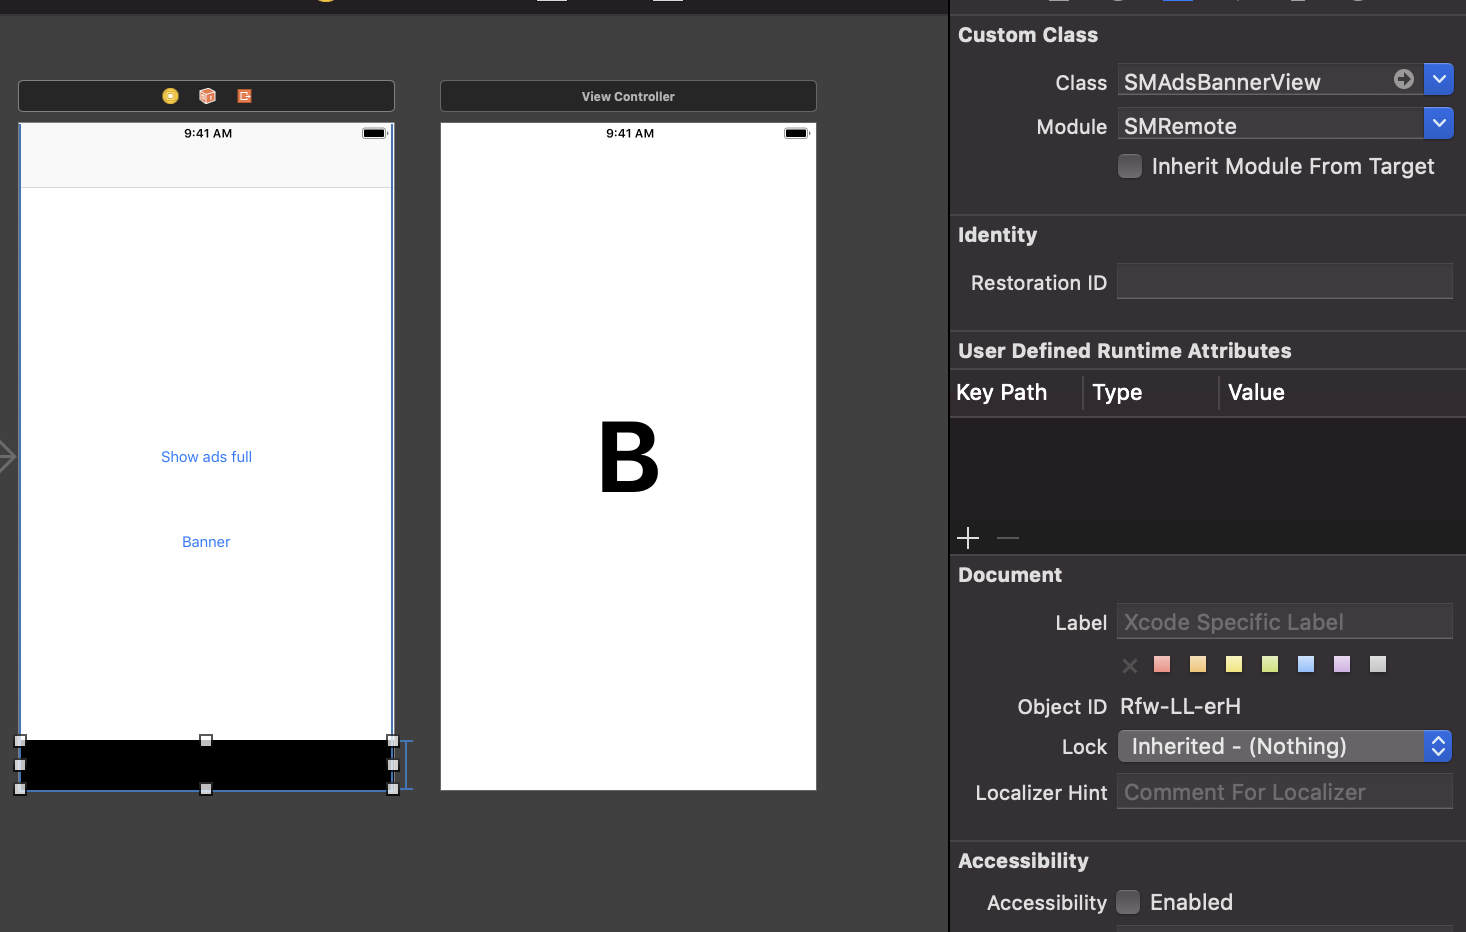 9:41 AM
Show ads full
Banner
View Controller
9:41 AM
B
Custom Class
Class SMAdsBannerView
Module SMRemote
Inherit Module From Target
Identity
Restoration ID
User Defined Runtime Attributes
Key Path Type Value
Document
Label Xcode Specific Label
Object ID Rfw-LL-erH
Lock Inherited - (Nothing)
Localizer Hint Comment For Localizer
Accessibility
Accessibility Enabled